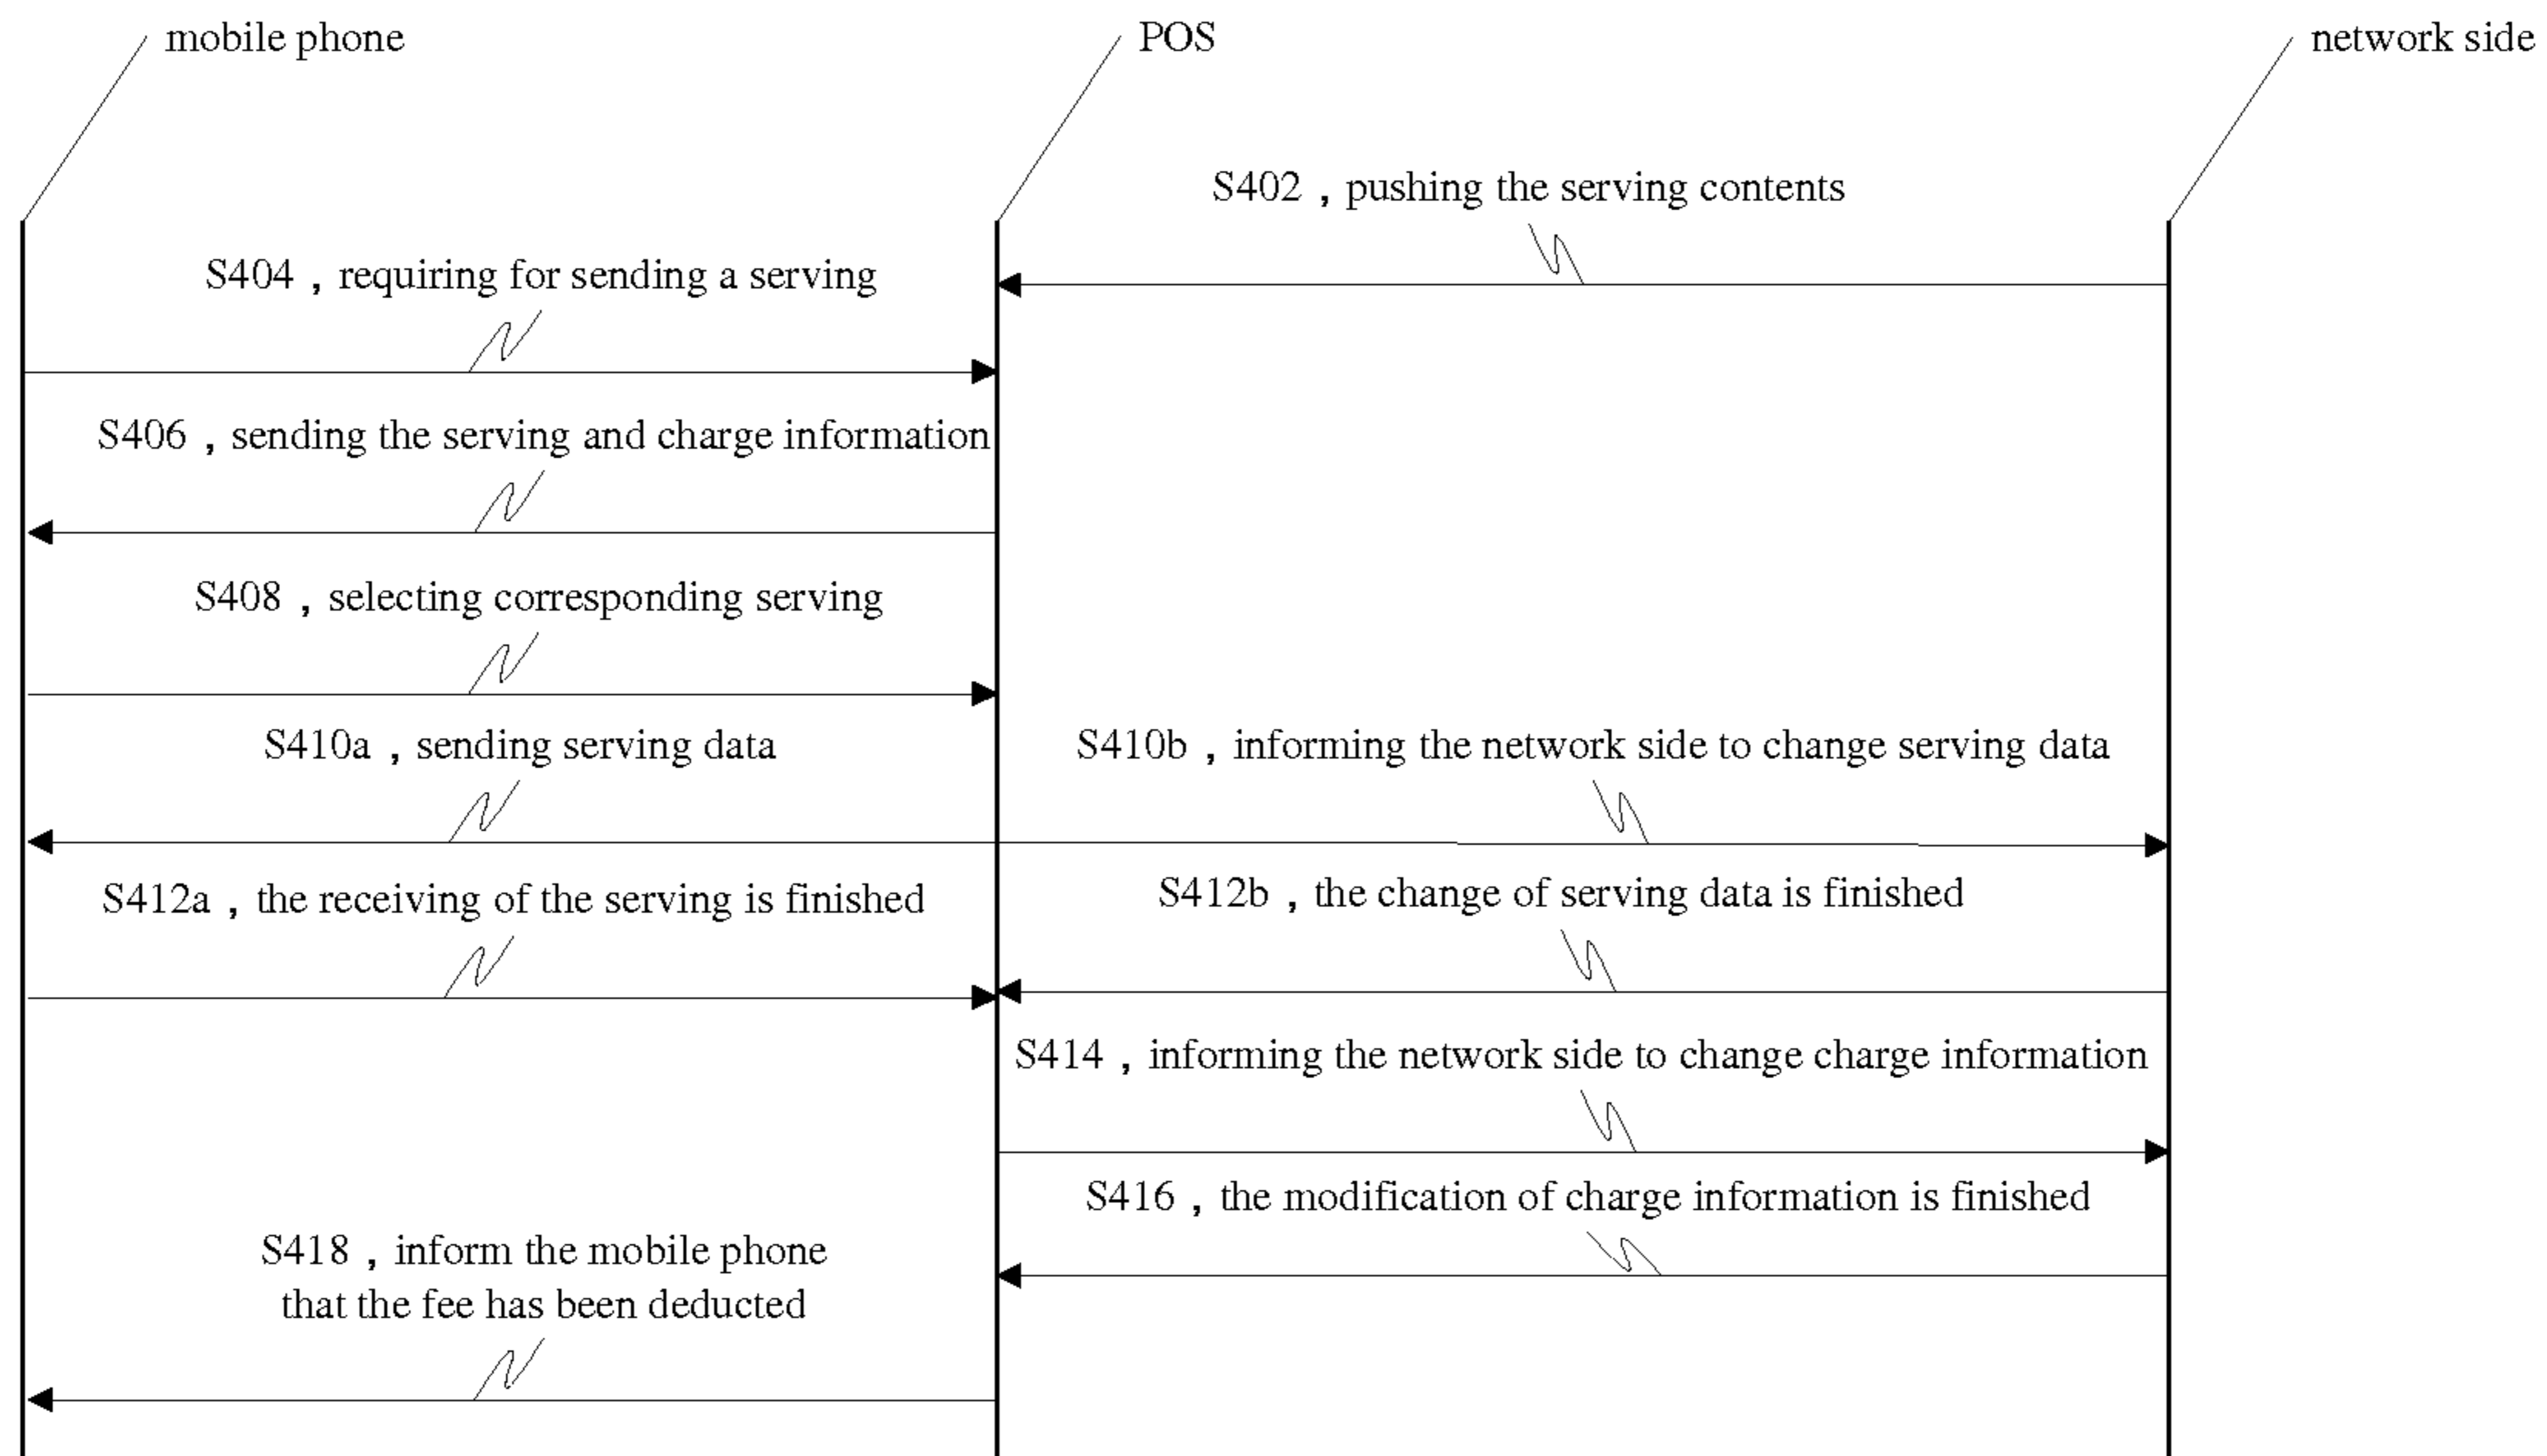 mobile phone
POS
network side
S402 , pushing the serving contents
S404 , requiring for sending a serving
S406 , sending the serving and charge information
S408 , selecting corresponding serving
S410a , sending serving data
S410b , informing the network side to change serving data
S412a , the receiving of the serving is finished
S412b , the change of serving data is finished
S414 , informing the network side to change charge information
S416 , the modification of charge information is finished
S418 , inform the mobile phone
that the fee has been deducted